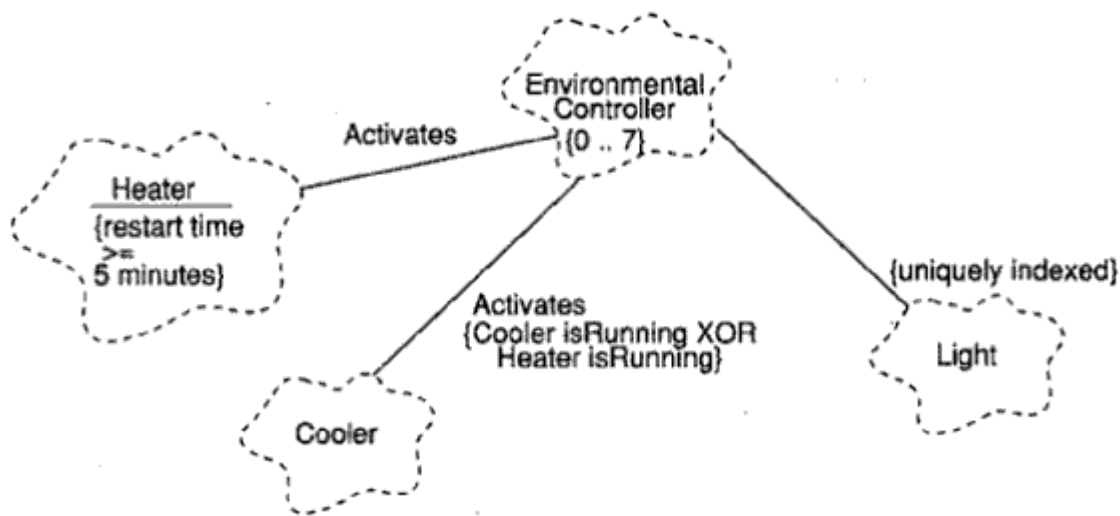 Environmental
Controller
{0 .. 7}
Activates
Heater
{restart time
>=
5 minutes}
{uniquely indexed}
Activates
{Cooler isRunning XOR
Heater isRunning}
Light
Cooler